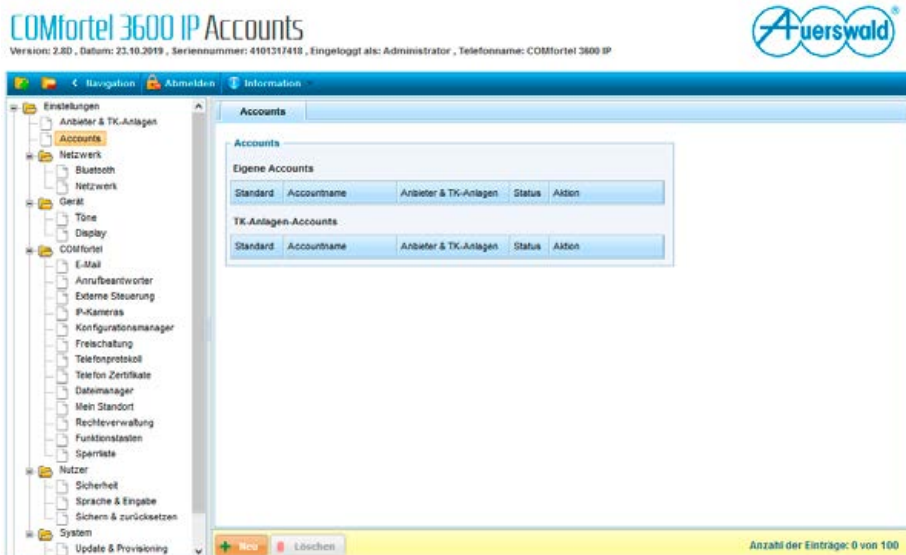 COMfortel 3600 IP Accounts
Auerswald®
Version: 2.8D , Datum: 23.10.2019 , Seriennummer: 4101317418 , Eingeloggt als: Administrator , Telefonname: COMfortel 3600 IP
Navigation Abmelden Information
Einstellungen
Anbieter & TK-Anlagen
Accounts
Netzwerk
Bluetooth
Netzwerk
Gerät
Töne
Display
COMfortel
E-Mail
Anrufbeantworter
Externe Steuerung
IP-Kameras
Konfigurationsmanager
Freischaltung
Telefonprotokoll
Telefon Zertifikate
Dateimanager
Mein Standort
Rechteverwaltung
Funktionstasten
Sperrliste
Nutzer
Sicherheit
Sprache & Eingabe
Sichern & zurücksetzen
System
Update & Provisioning
Accounts
Accounts
Eigene Accounts
Standard Accountname Anbieter & TK-Anlagen Status Aktion
TK-Anlagen-Accounts
Standard Accountname Anbieter & TK-Anlagen Status Aktion
Neu Löschen
Anzahl der Einträge: 0 von 100